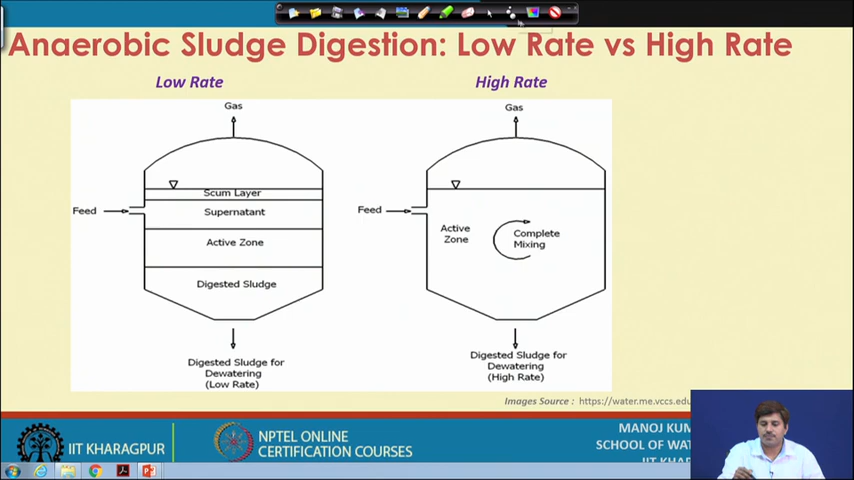 Anaerobic Sludge Digestion: Low Rate vs High Rate
Low Rate
High Rate
Gas
Scum Layer
Feed
Supernatant
Active Zone
Digested Sludge
Digested Sludge for
Dewatering
(Low Rate)
Gas
Feed
Active
Zone
Complete
Mixing
Digested Sludge for
Dewatering
(High Rate)
Images Source : https://water.me.vccs.edu
IIT KHARAGPUR
NPTEL ONLINE
CERTIFICATION COURSES
MANOJ KUM
SCHOOL OF WAT
IIT KHAR